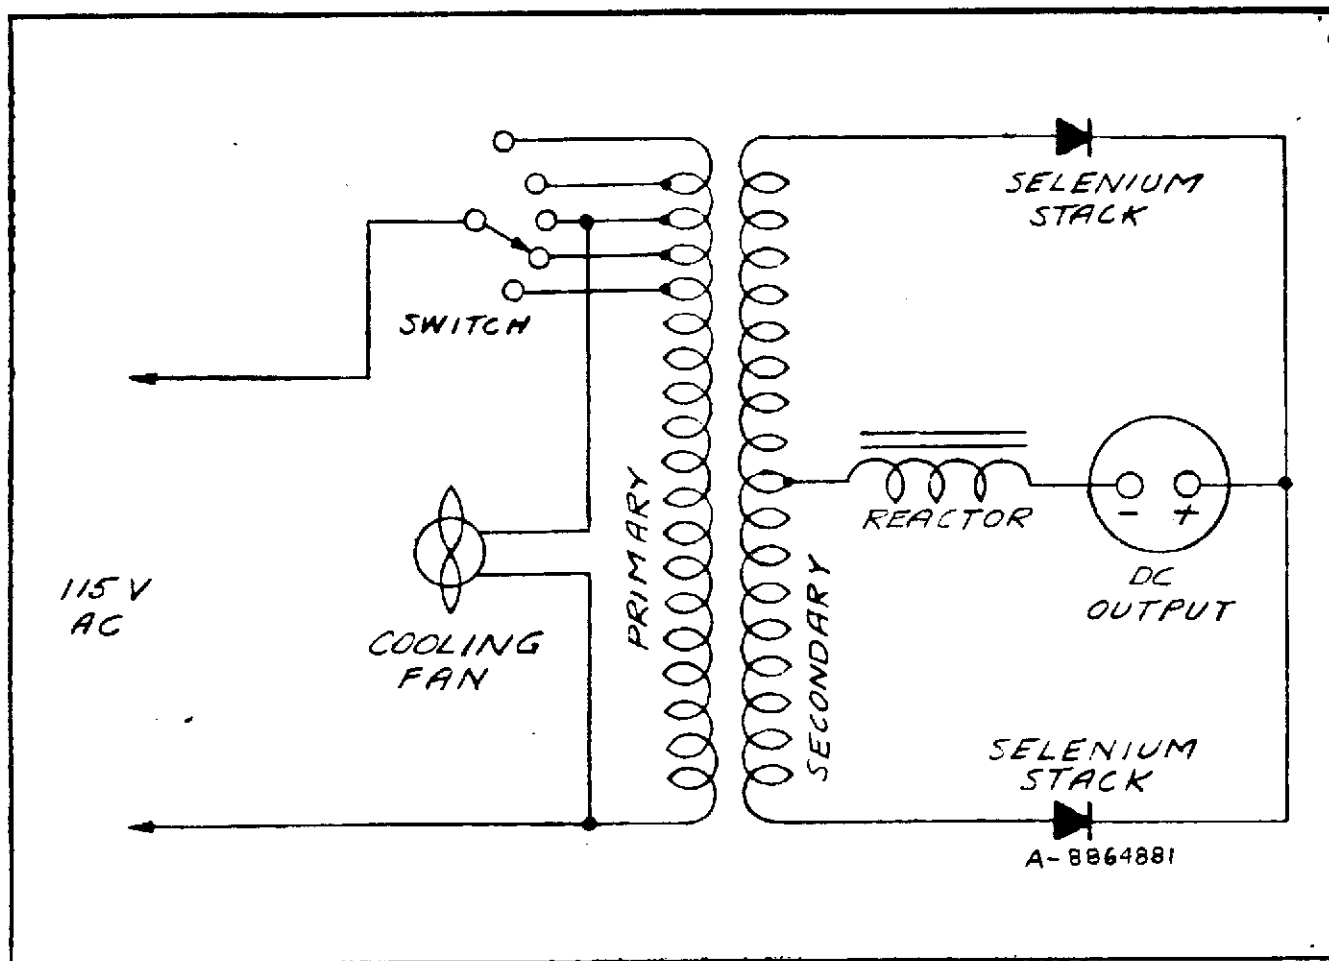 SELENIUM
STACK
SWITCH
PRIMARY
SECONDARY
REACTOR
- +
DC
OUTPUT
115 V
AC
COOLING
FAN
SELENIUM
STACK
A-8864881